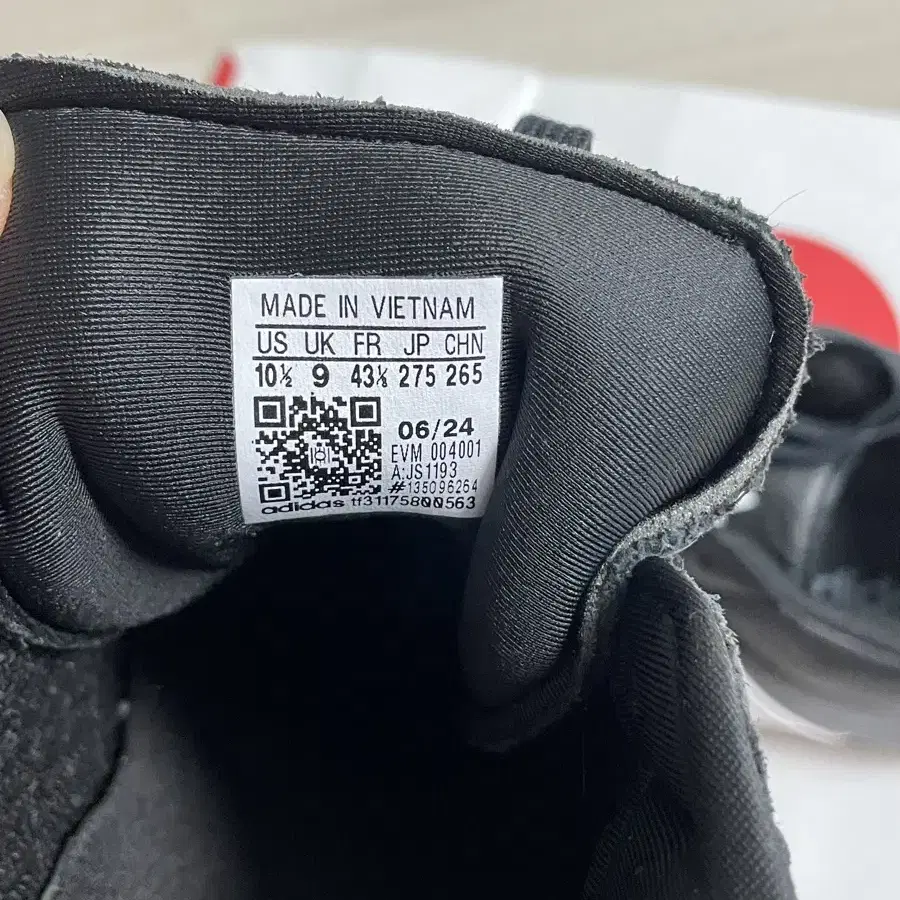 MADE IN VIETNAM
US UK FR JP CHN
10½ 9 43⅓ 275 265
06/24
EVM 004001
A:JS1193
#135096264
adidas tf31175800563